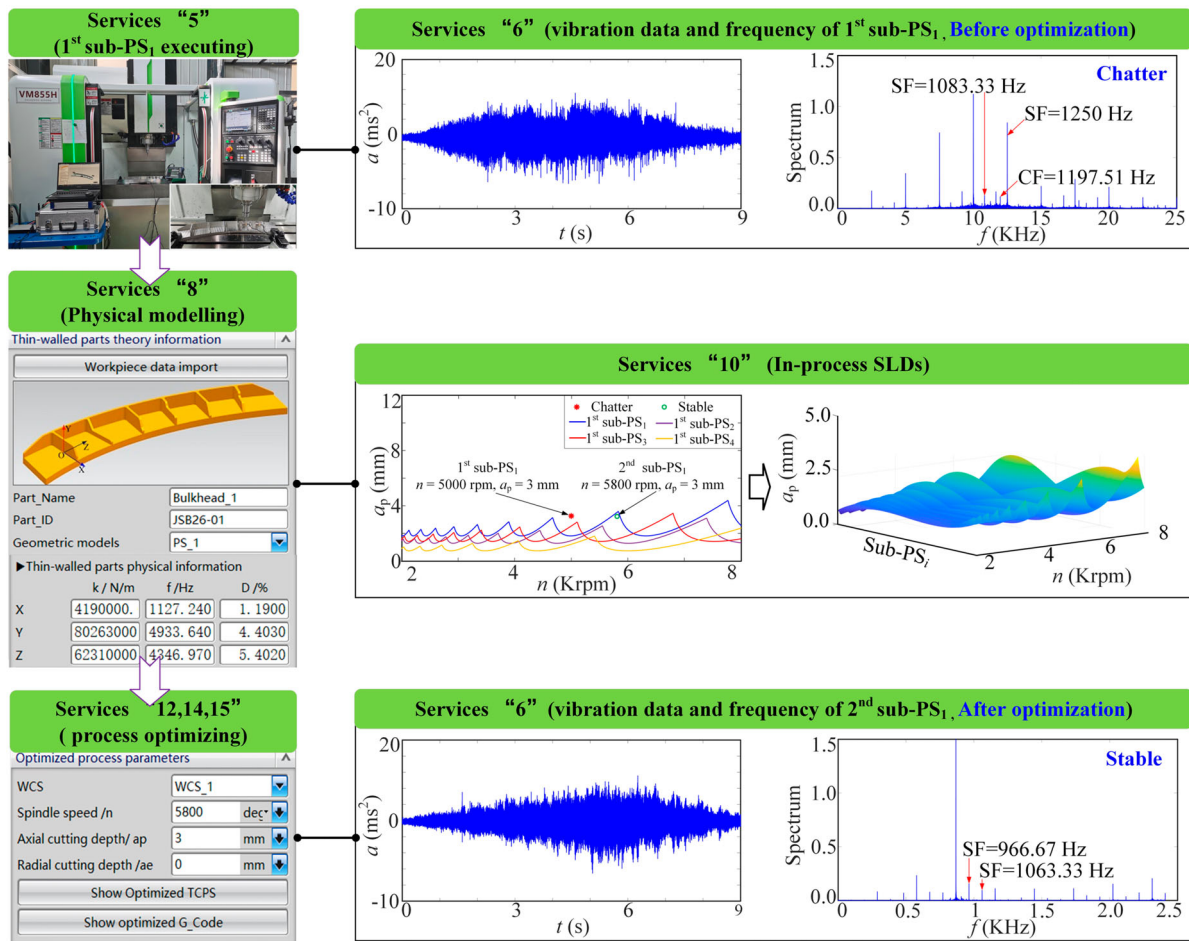 Services “5”
(1st sub-PS1 executing)
VM855H
Services “6” (vibration data and frequency of 1st sub-PS1, Before optimization)
20
0
-10
a (ms2)
0
3
6
9
t (s)
1.5
1.0
0.5
0.0
Spectrum
Chatter
SF=1083.33 Hz
SF=1250 Hz
CF=1197.51 Hz
0
5
10
15
20
25
f (KHz)
Services “8”
(Physical modelling)
Thin-walled parts theory information
Workpiece data import
Y
Z
O
X
Part_Name
Bulkhead_1
Part_ID
JSB26-01
Geometric models
PS_1
▶Thin-walled parts physical information
k / N/m f /Hz D /%
X 4190000. 1127.240 1.1900
Y 80263000 4933.640 4.4030
Z 62310000 4346.970 5.4020
Services “10” (In-process SLDs)
12
8
4
0
ap (mm)
Chatter
Stable
1st sub-PS1
1st sub-PS2
1st sub-PS3
1st sub-PS4
1st sub-PS1
n = 5000 rpm, ap = 3 mm
2nd sub-PS1
n = 5800 rpm, ap = 3 mm
2
4
6
8
n (Krpm)
5.0
2.5
0.0
ap (mm)
Sub-PSi
2
4
6
8
n (Krpm)
Services “12,14,15”
( process optimizing)
Optimized process parameters
WCS
WCS_1
Spindle speed /n
5800
deg
Axial cutting depth/ ap
3
mm
Radial cutting depth /ae
0
mm
Show Optimized TCPS
Show optimized G_Code
Services “6” (vibration data and frequency of 2nd sub-PS1, After optimization)
20
0
-10
a (ms2)
0
3
6
9
t (s)
1.5
1.0
0.5
0.0
Spectrum
Stable
SF=966.67 Hz
SF=1063.33 Hz
0
0.5
1
1.5
2.0
2.5
f (KHz)